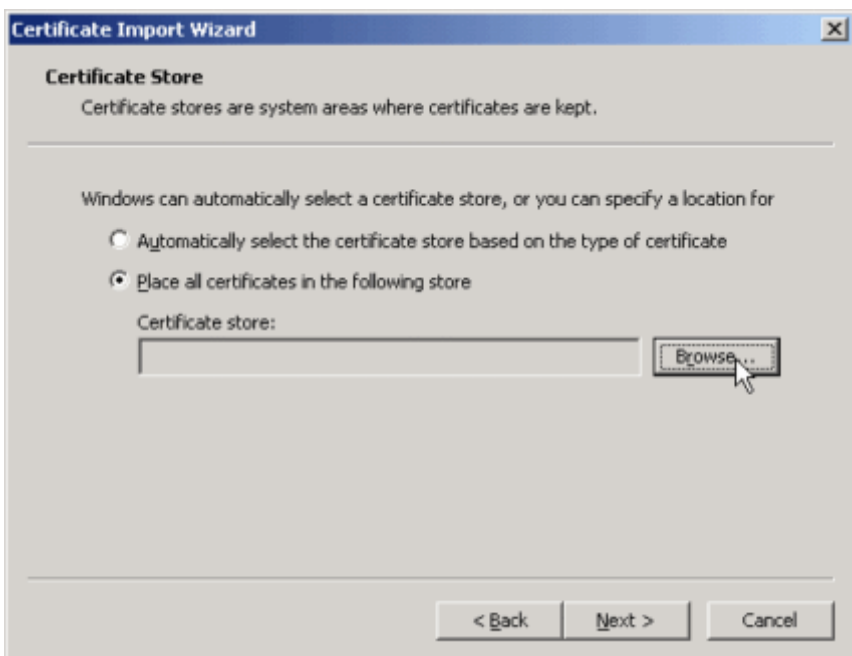 Certificate Import Wizard
Certificate Store
Certificate stores are system areas where certificates are kept.
Windows can automatically select a certificate store, or you can specify a location for
Automatically select the certificate store based on the type of certificate
Place all certificates in the following store
Certificate store:
Browse...
< Back Next > Cancel